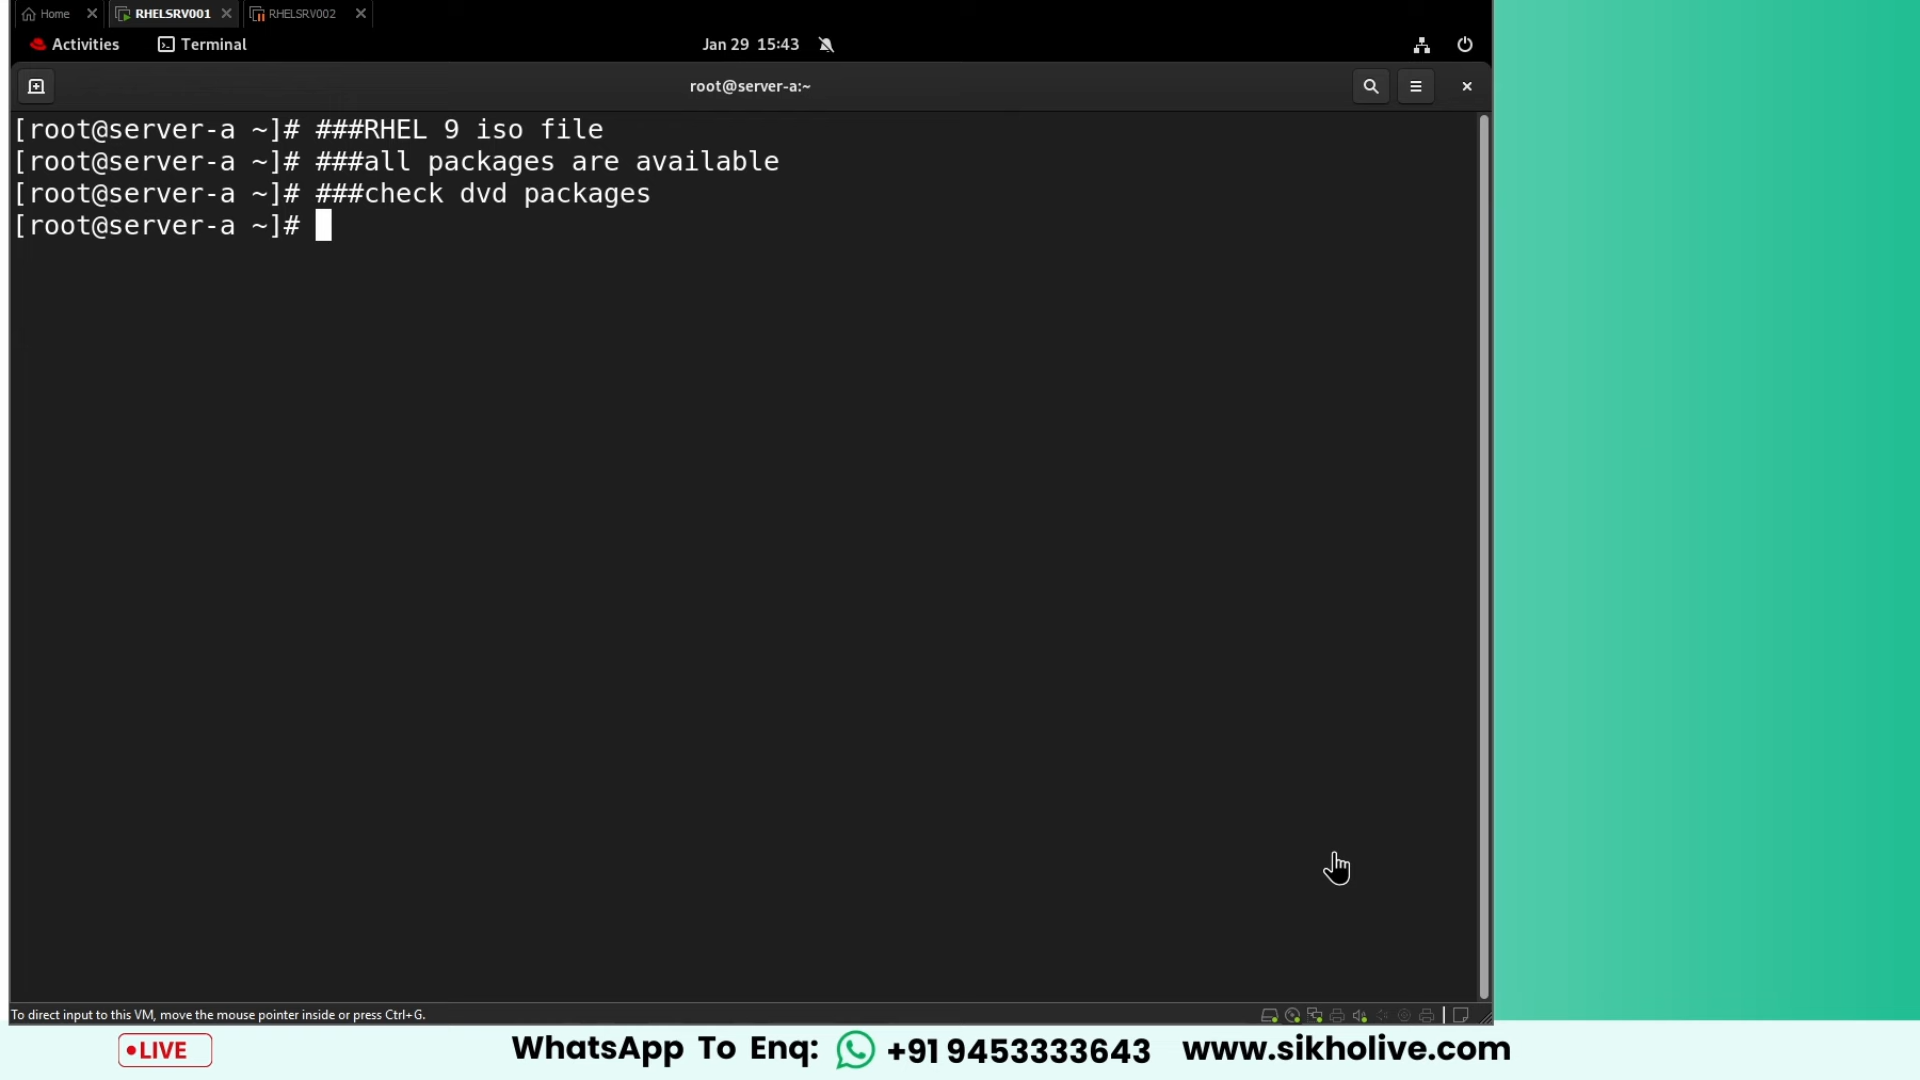 Home RHELSRV001 RHELSRV002
Activities Terminal Jan 29 15:43
root@server-a:~
[root@server-a ~]# ###RHEL 9 iso file
[root@server-a ~]# ###all packages are available
[root@server-a ~]# ###check dvd packages
[root@server-a ~]#
To direct input to this VM, move the mouse pointer inside or press Ctrl+G.
LIVE WhatsApp To Enq: +91 9453333643 www.sikholive.com